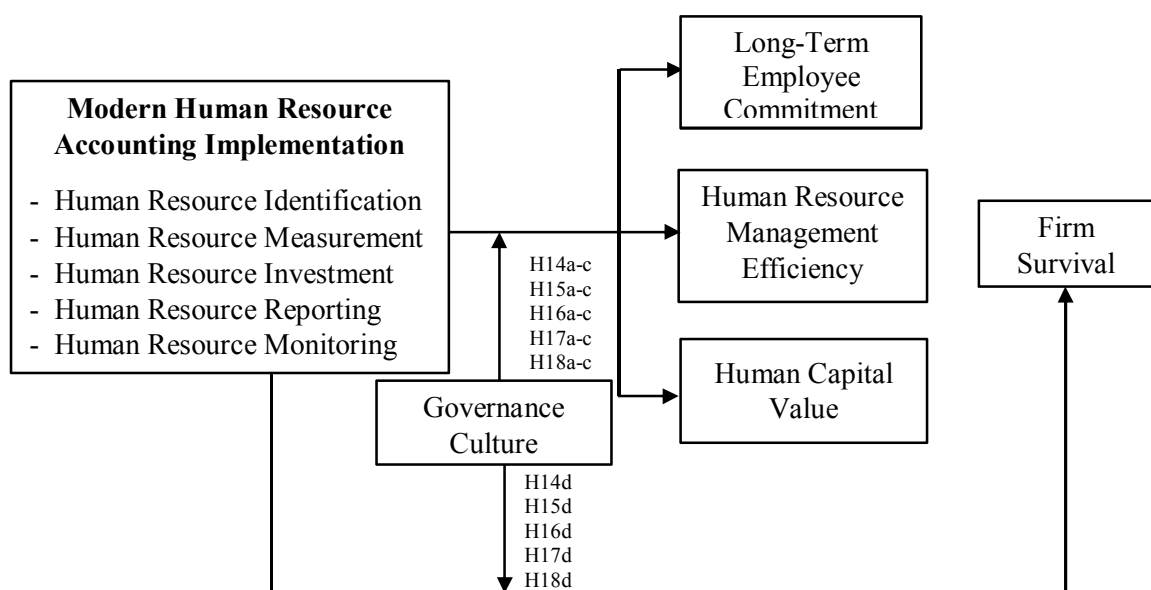 Modern Human Resource
Accounting Implementation
- Human Resource Identification
- Human Resource Measurement
- Human Resource Investment
- Human Resource Reporting
- Human Resource Monitoring
Long-Term
Employee
Commitment
Human Resource
Management
Efficiency
Human Capital
Value
Firm
Survival
H14a-c
H15a-c
H16a-c
H17a-c
H18a-c
Governance
Culture
H14d
H15d
H16d
H17d
H18d